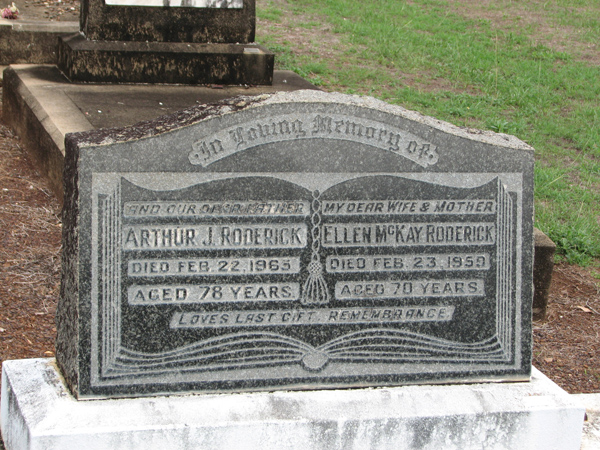 In Loving Memory of
AND OUR DEAR FATHER
ARTHUR J. RODERICK
DIED FEB. 22. 1963
AGED 78 YEARS.
MY DEAR WIFE & MOTHER
ELLEN MCKAY RODERICK
DIED FEB. 23. 1959
AGED 70 YEARS.
LOVES LAST GIFT. REMEMBRANCE.